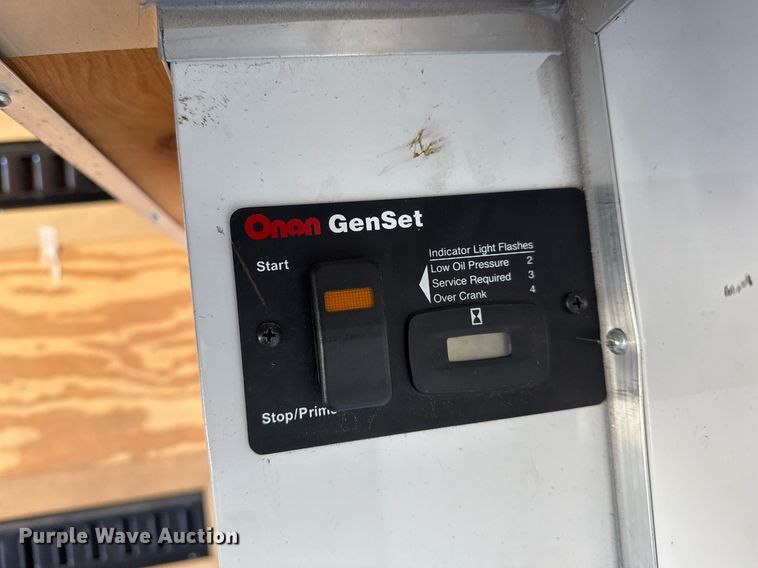 Onan GenSet
Start
Indicator Light Flashes
Low Oil Pressure 2
Service Required 3
Over Crank 4
Stop/Prime
Purple Wave Auction®